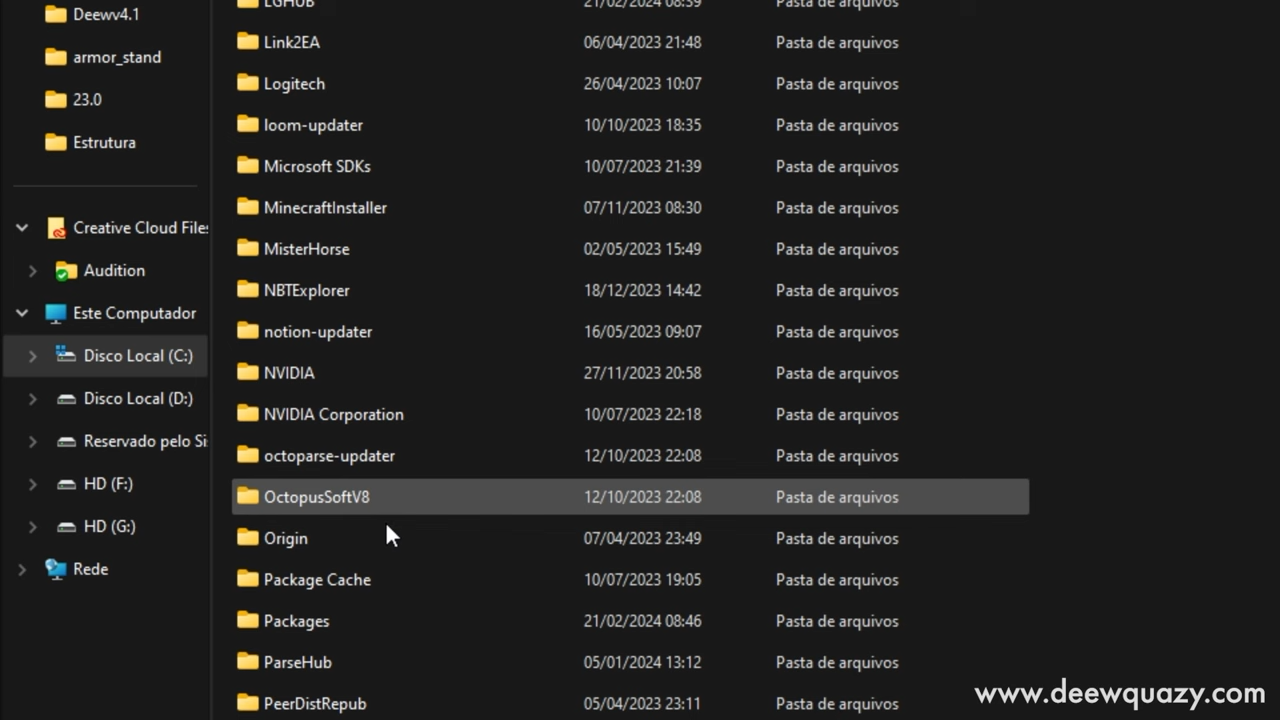 Deewv4.1
armor_stand
23.0
Estrutura
Creative Cloud Files
Audition
Este Computador
Disco Local (C:)
Disco Local (D:)
Reservado pelo Si
HD (F:)
HD (G:)
Rede
LGHUB 21/02/2024 08:39 Pasta de arquivos
Link2EA 06/04/2023 21:48 Pasta de arquivos
Logitech 26/04/2023 10:07 Pasta de arquivos
loom-updater 10/10/2023 18:35 Pasta de arquivos
Microsoft SDKs 10/07/2023 21:39 Pasta de arquivos
MinecraftInstaller 07/11/2023 08:30 Pasta de arquivos
MisterHorse 02/05/2023 15:49 Pasta de arquivos
NBTExplorer 18/12/2023 14:42 Pasta de arquivos
notion-updater 16/05/2023 09:07 Pasta de arquivos
NVIDIA 27/11/2023 20:58 Pasta de arquivos
NVIDIA Corporation 10/07/2023 22:18 Pasta de arquivos
octoparse-updater 12/10/2023 22:08 Pasta de arquivos
OctopusSoftV8 12/10/2023 22:08 Pasta de arquivos
Origin 07/04/2023 23:49 Pasta de arquivos
Package Cache 10/07/2023 19:05 Pasta de arquivos
Packages 21/02/2024 08:46 Pasta de arquivos
ParseHub 05/01/2024 13:12 Pasta de arquivos
PeerDistRepub 05/04/2023 23:11 Pasta de arquivos
www.deewquazy.com